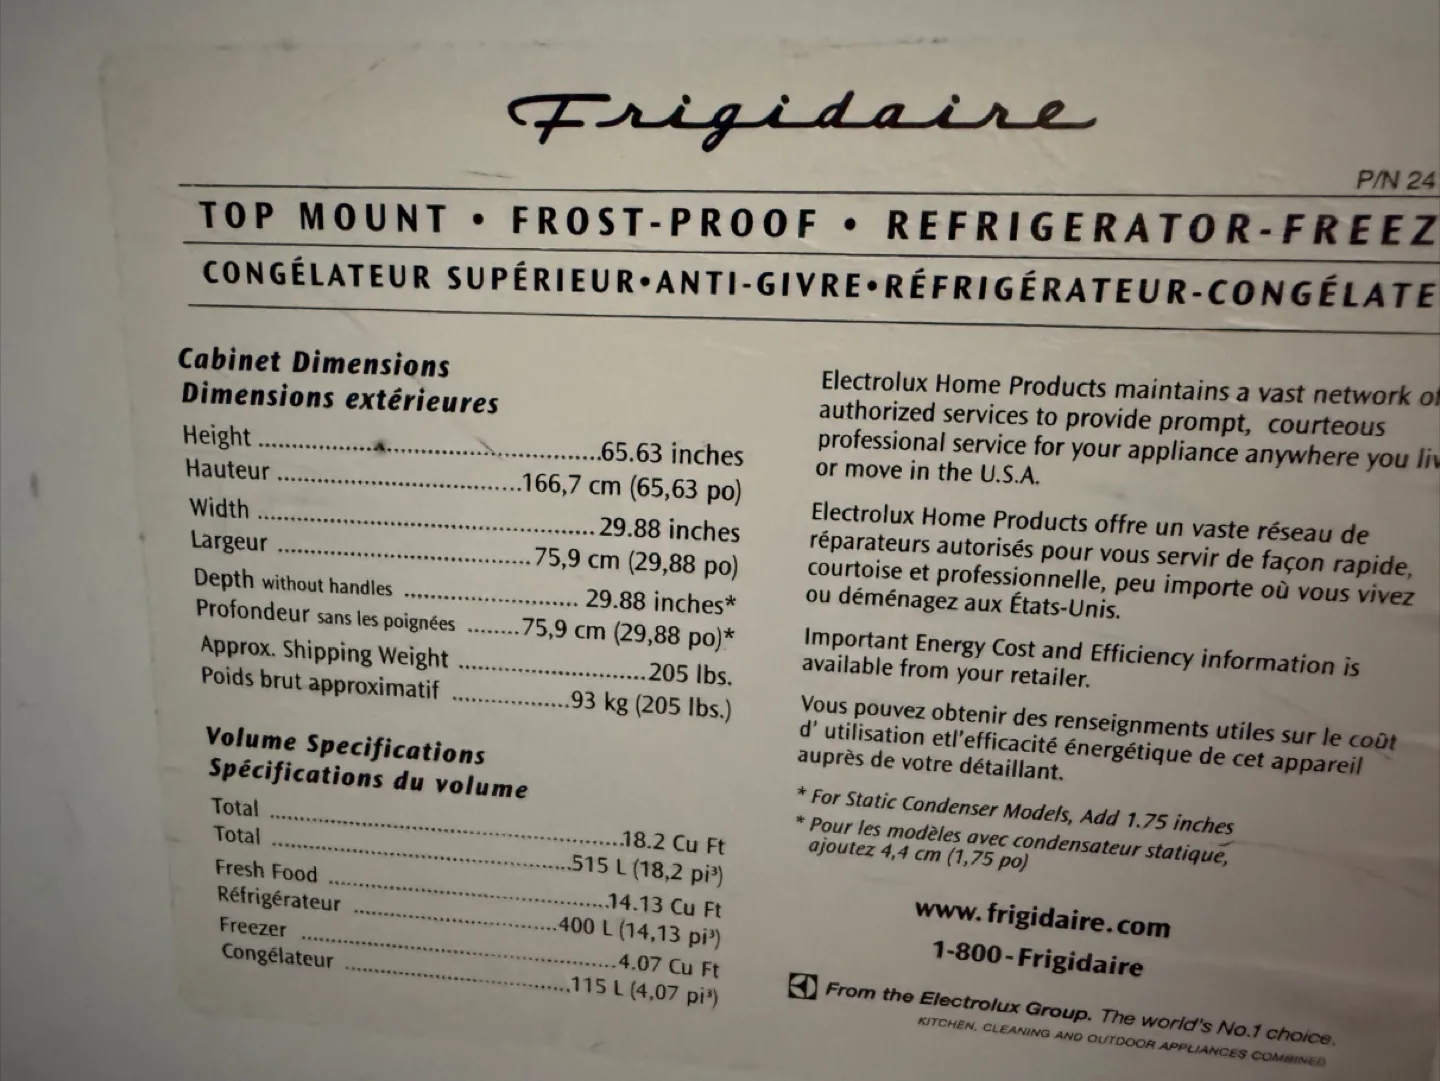 Frigidaire
P/N 24
TOP MOUNT • FROST-PROOF • REFRIGERATOR-FREEZ
CONGÉLATEUR SUPÉRIEUR•ANTI-GIVRE•RÉFRIGÉRATEUR-CONGÉLATE
Cabinet Dimensions
Dimensions extérieures
Height ....................................65.63 inches
Hauteur ................................166,7 cm (65,63 po)
Width ....................................29.88 inches
Largeur ................................75,9 cm (29,88 po)
Depth without handles .......................... 29.88 inches*
Profondeur sans les poignées ........75,9 cm (29,88 po)*
Approx. Shipping Weight ..........................205 lbs.
Poids brut approximatif ..................93 kg (205 lbs.)
Volume Specifications
Spécifications du volume
Total ....................................18.2 Cu Ft
Total ................................515 L (18,2 pi³)
Fresh Food ................................14.13 Cu Ft
Réfrigérateur ..........................400 L (14,13 pi³)
Freezer ....................................4.07 Cu Ft
Congélateur ..............................115 L (4,07 pi³)
Electrolux Home Products maintains a vast network of
authorized services to provide prompt, courteous
professional service for your appliance anywhere you liv
or move in the U.S.A.
Electrolux Home Products offre un vaste réseau de
réparateurs autorisés pour vous servir de façon rapide,
courtoise et professionnelle, peu importe où vous vivez
ou déménagez aux États-Unis.
Important Energy Cost and Efficiency information is
available from your retailer.
Vous pouvez obtenir des renseignments utiles sur le coût
d' utilisation etl'efficacité énergétique de cet appareil
auprès de votre détaillant.
* For Static Condenser Models, Add 1.75 inches
* Pour les modèles avec condensateur statique,
ajoutez 4,4 cm (1,75 po)
www.frigidaire.com
1-800-Frigidaire
From the Electrolux Group. The world's No.1 choice.
KITCHEN, CLEANING AND OUTDOOR APPLIANCES COMBINED